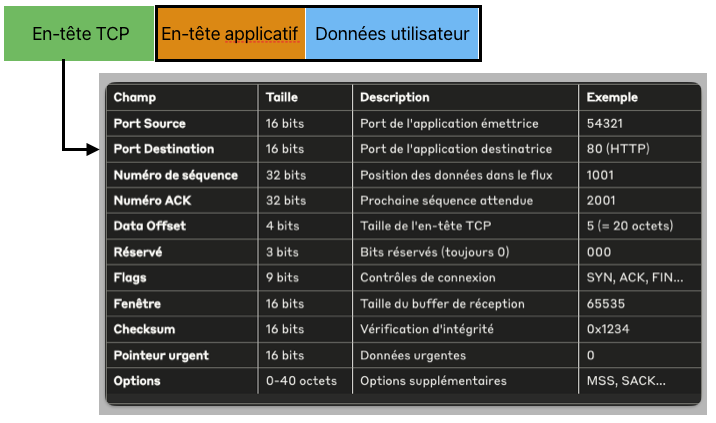 En-tête TCP En-tête applicatif Données utilisateur
Champ Taille Description Exemple
Port Source 16 bits Port de l'application émettrice 54321
Port Destination 16 bits Port de l'application destinatrice 80 (HTTP)
Numéro de séquence 32 bits Position des données dans le flux 1001
Numéro ACK 32 bits Prochaine séquence attendue 2001
Data Offset 4 bits Taille de l'en-tête TCP 5 (= 20 octets)
Réservé 3 bits Bits réservés (toujours 0) 000
Flags 9 bits Contrôles de connexion SYN, ACK, FIN...
Fenêtre 16 bits Taille du buffer de réception 65535
Checksum 16 bits Vérification d'intégrité 0x1234
Pointeur urgent 16 bits Données urgentes 0
Options 0-40 octets Options supplémentaires MSS, SACK...